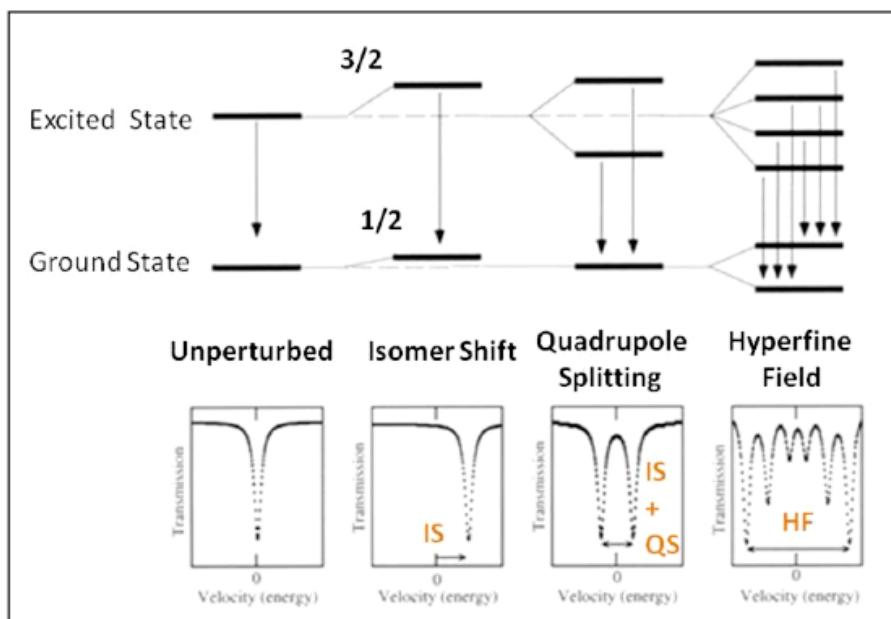 3/2
Excited State
1/2
Ground State
Unperturbed
Isomer Shift
Quadrupole
Splitting
Hyperfine
Field
Transmission
0
Velocity (energy)
Transmission
IS
0
Velocity (energy)
Transmission
IS
+
QS
0
Velocity (energy)
Transmission
HF
0
Velocity (energy)